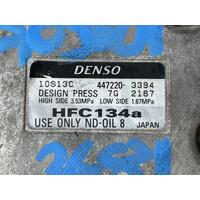 DENSO
10S13C 447220-3394
DESIGN PRESS 7G 2167
HIGH SIDE 3.53MPa LOW SIDE 1.67MPa
HFC134a
USE ONLY ND-OIL 8 JAPAN